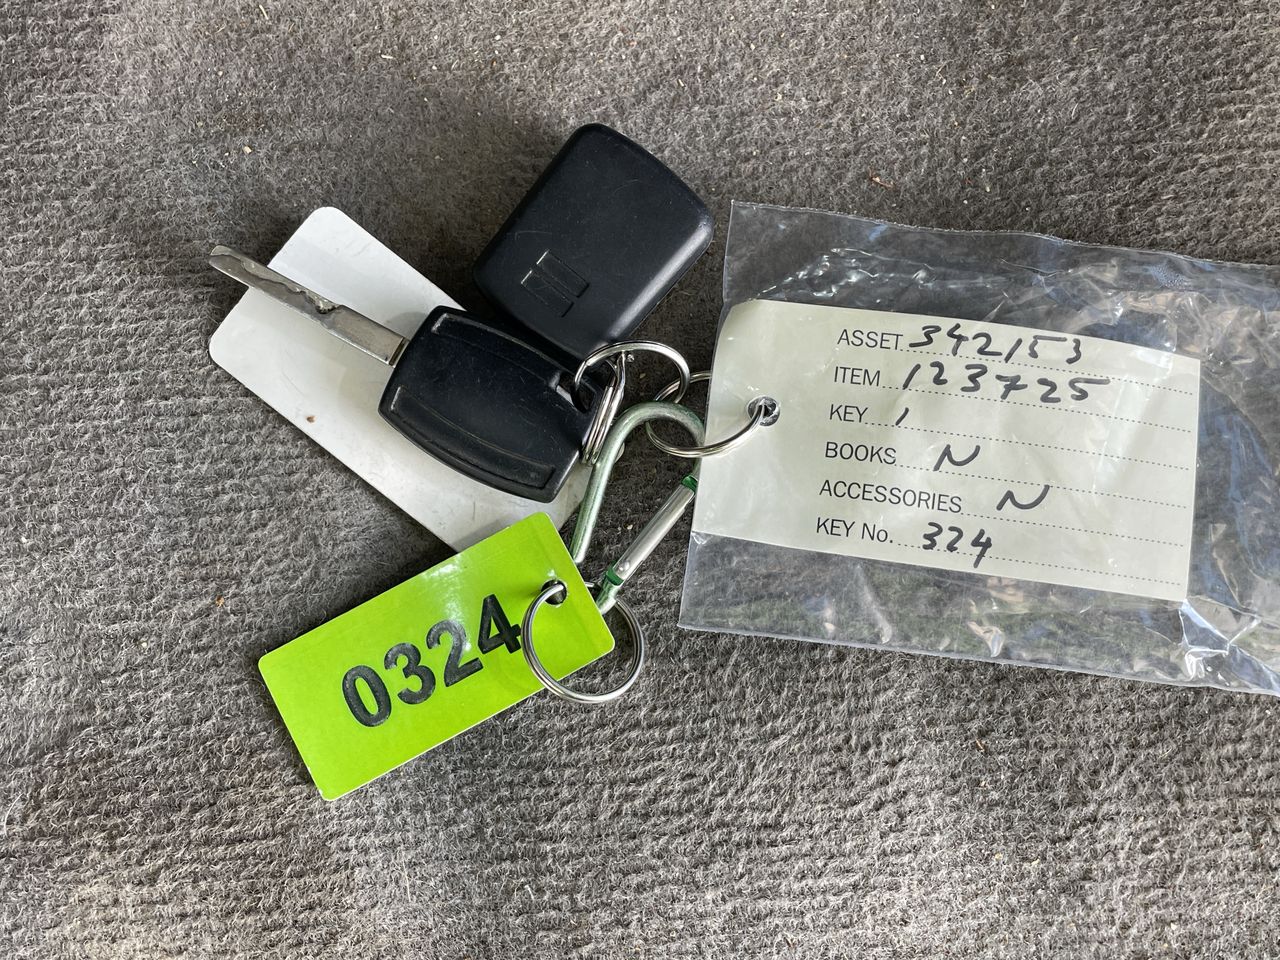 ASSET 342153
ITEM 123725
KEY 1
BOOKS N
ACCESSORIES N
KEY No. 324
0324